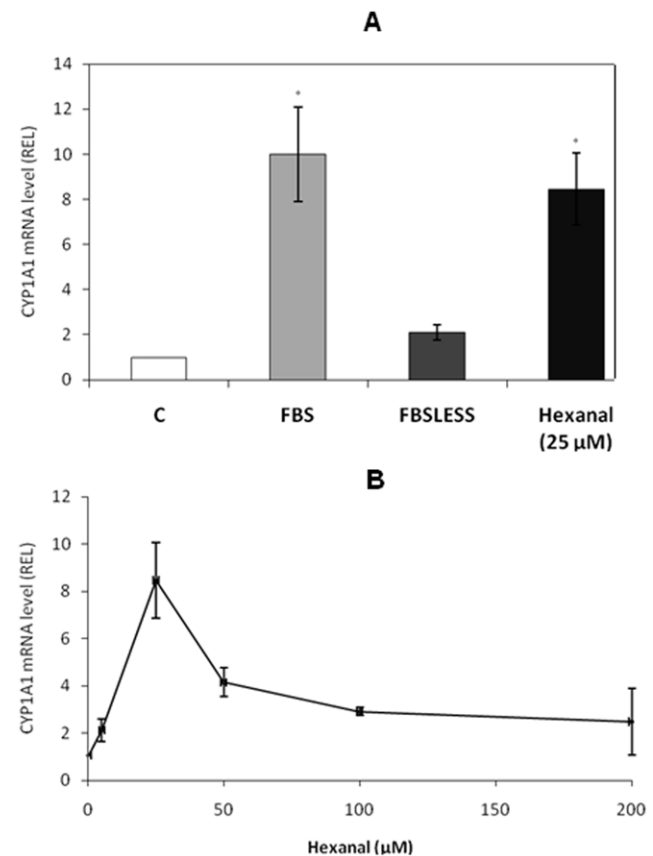 A
14
12
10
8
6
4
2
0
CYP1A1 mRNA level (REL)
*
*
C
FBS
FBSLESS
Hexanal
(25 μM)
B
12
10
8
6
4
2
0
CYP1A1 mRNA level (REL)
0
50
100
150
200
Hexanal (μM)